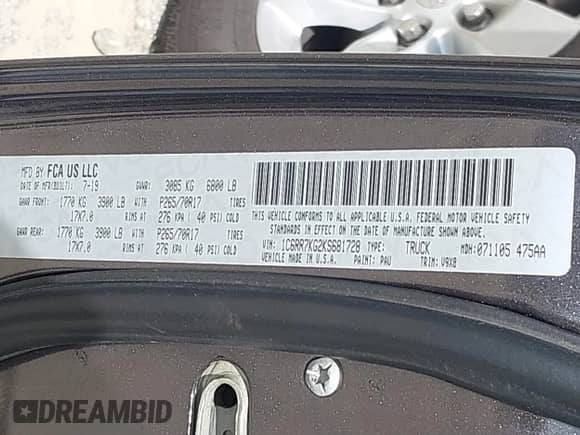 MFD BY FCA US LLC
DATE OF MFR(BUILT) 7-19 GVWR: 3085 KG 6800 LB
GAWR FRONT: 1770 KG 3900 LB WITH P265/70R17 TIRES
17X7.0 RIMS AT 276 KPA ( 40 PSI) COLD
GAWR REAR: 1770 KG 3900 LB WITH P265/70R17 TIRES
17X7.0 RIMS AT 276 KPA ( 40 PSI) COLD
THIS VEHICLE CONFORMS TO ALL APPLICABLE U.S.A. FEDERAL MOTOR VEHICLE SAFETY
STANDARDS IN EFFECT ON THE DATE OF MANUFACTURE SHOWN ABOVE.
VIN: 1C6RR7KG2KS681728 TYPE: TRUCK MDH: 071105 475AA
VEHICLE MADE IN U.S.A. PAINT: PAU TRIM: V9X8
DREAMBID